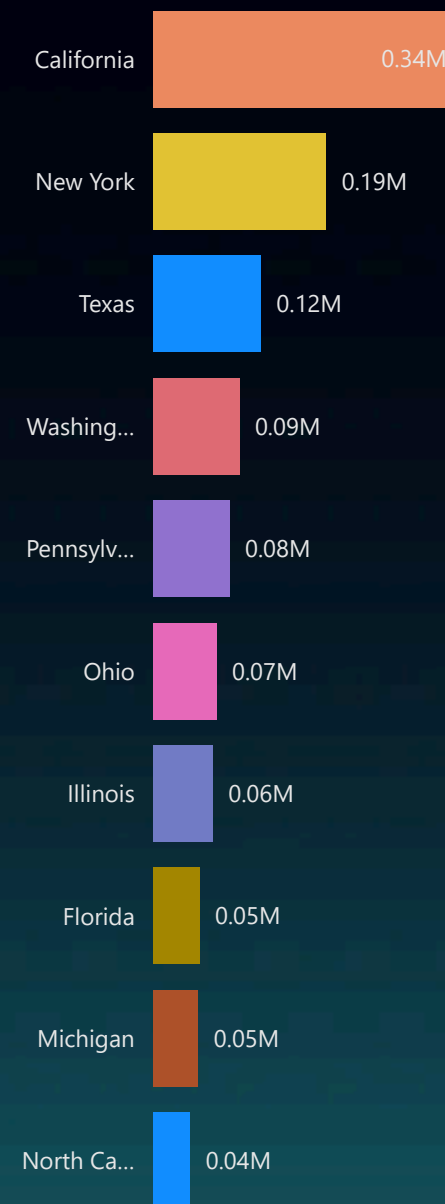 California 0.34M
New York 0.19M
Texas 0.12M
Washing... 0.09M
Pennsylv... 0.08M
Ohio 0.07M
Illinois 0.06M
Florida 0.05M
Michigan 0.05M
North Ca... 0.04M